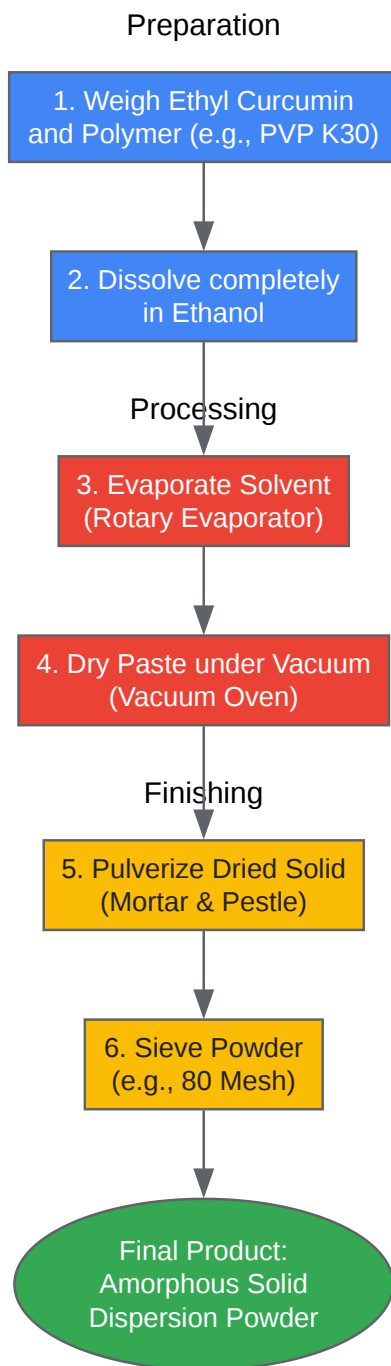 Preparation
1. Weigh Ethyl Curcumin
and Polymer (e.g., PVP K30)
2. Dissolve completely
in Ethanol
Processing
3. Evaporate Solvent
(Rotary Evaporator)
4. Dry Paste under Vacuum
(Vacuum Oven)
Finishing
5. Pulverize Dried Solid
(Mortar & Pestle)
6. Sieve Powder
(e.g., 80 Mesh)
Final Product:
Amorphous Solid
Dispersion Powder